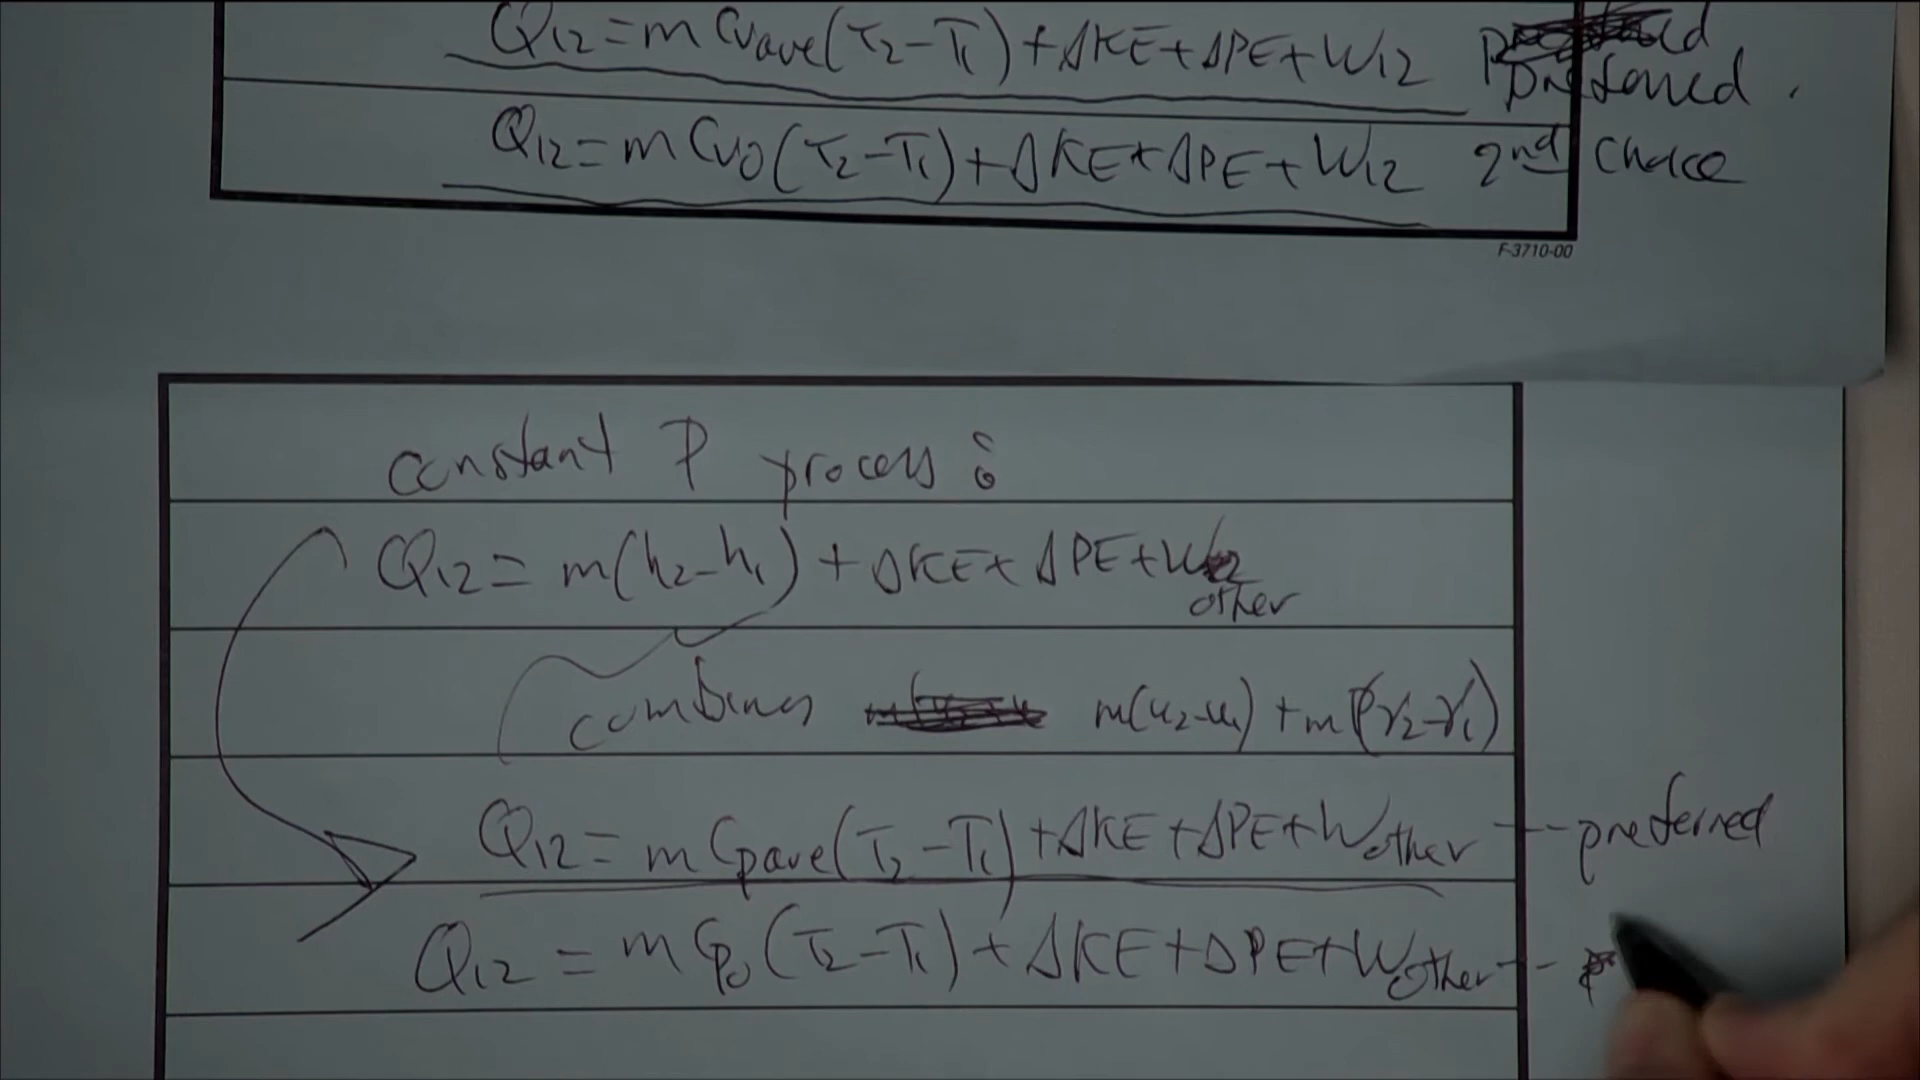 Q12 = m Cvave (T2 - T1) + ΔKE + ΔPE + W12 preferred.
Q12 = m Cv0 (T2 - T1) + ΔKE + ΔPE + W12 2nd choice
F-3710-00
constant P process :
Q12 = m(h2 - h1) + ΔKE + ΔPE + Wother
combines m(u2 - u1) + m P(v2 - v1)
Q12 = m Cpave (T2 - T1) + ΔKE + ΔPE + Wother -- preferred
Q12 = m Cp0 (T2 - T1) + ΔKE + ΔPE + Wother --